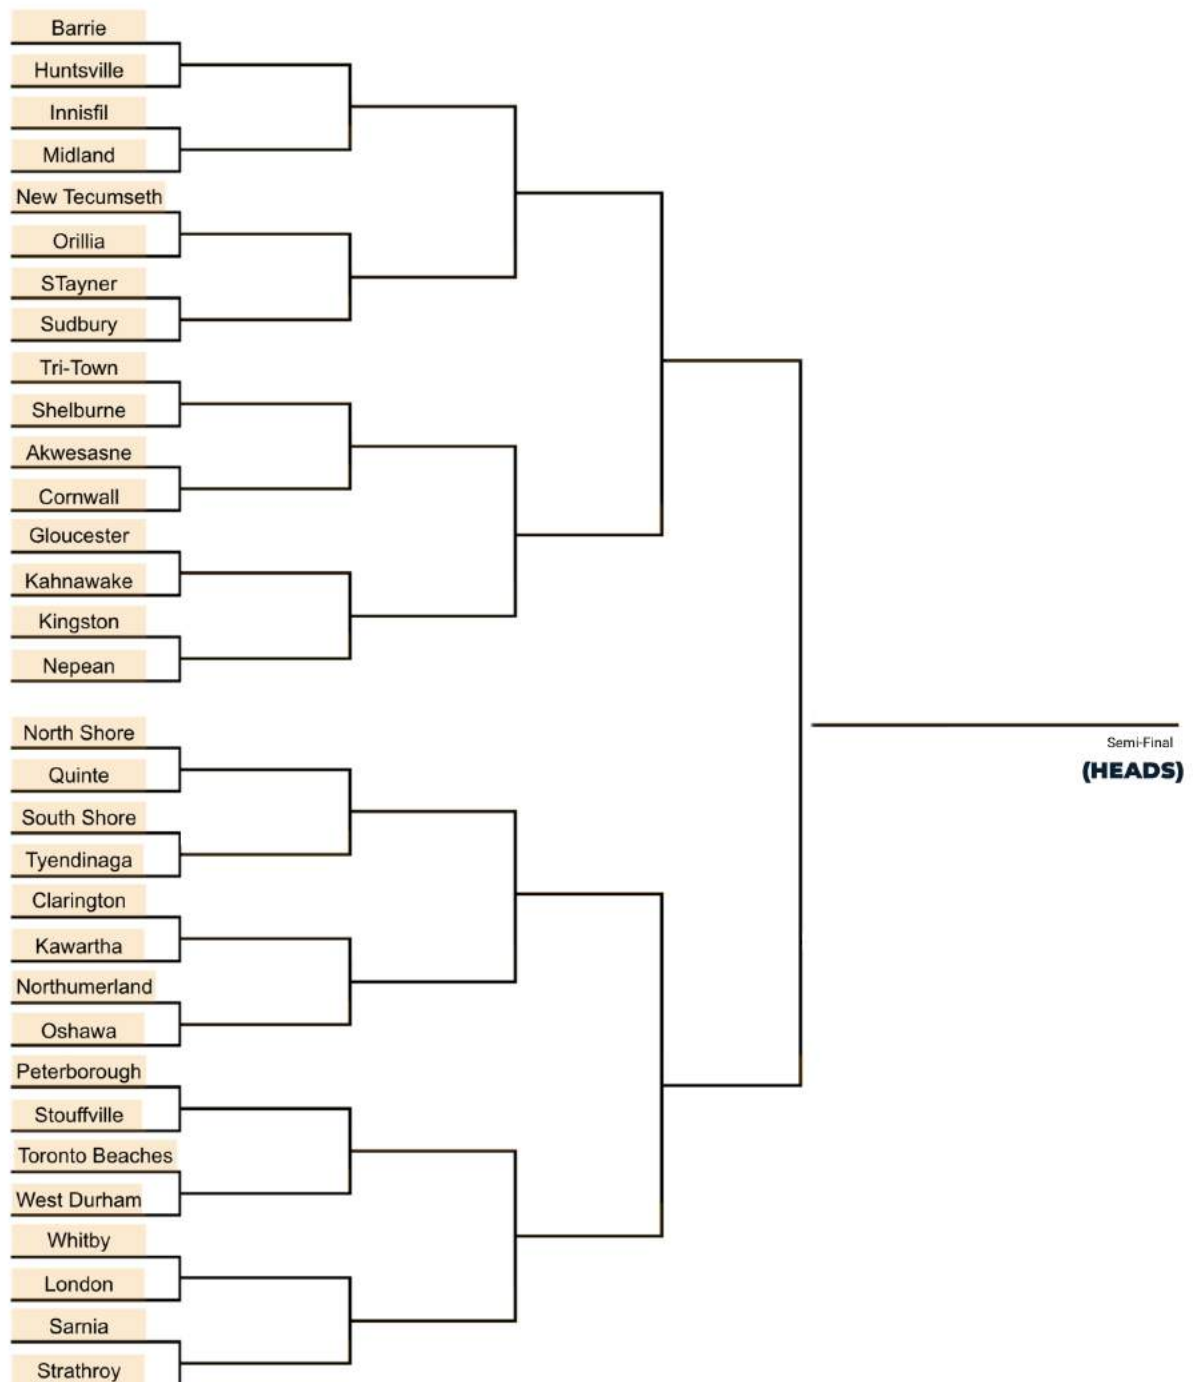 Barrie
Huntsville
Innisfil
Midland
New Tecumseth
Orillia
STayner
Sudbury
Tri-Town
Shelburne
Akwesasne
Cornwall
Gloucester
Kahnawake
Kingston
Nepean
North Shore
Quinte
South Shore
Tyendinaga
Clarington
Kawartha
Northumerland
Oshawa
Peterborough
Stouffville
Toronto Beaches
West Durham
Whitby
London
Sarnia
Strathroy
Semi-Final
(HEADS)